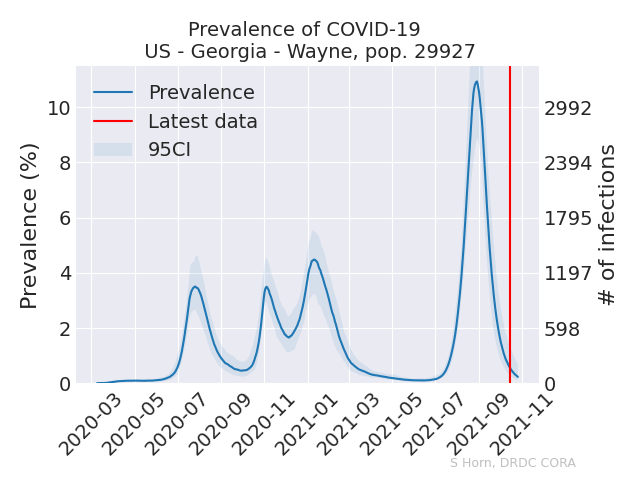 Prevalence of COVID-19
US - Georgia - Wayne, pop. 29927
Prevalence
Latest data
95CI
Prevalence (%)
10
8
6
4
2
0
2992
2394
1795
1197
598
0
# of infections
2020-03
2020-05
2020-07
2020-09
2020-11
2021-01
2021-03
2021-05
2021-07
2021-09
2021-11
S Horn, DRDC CORA